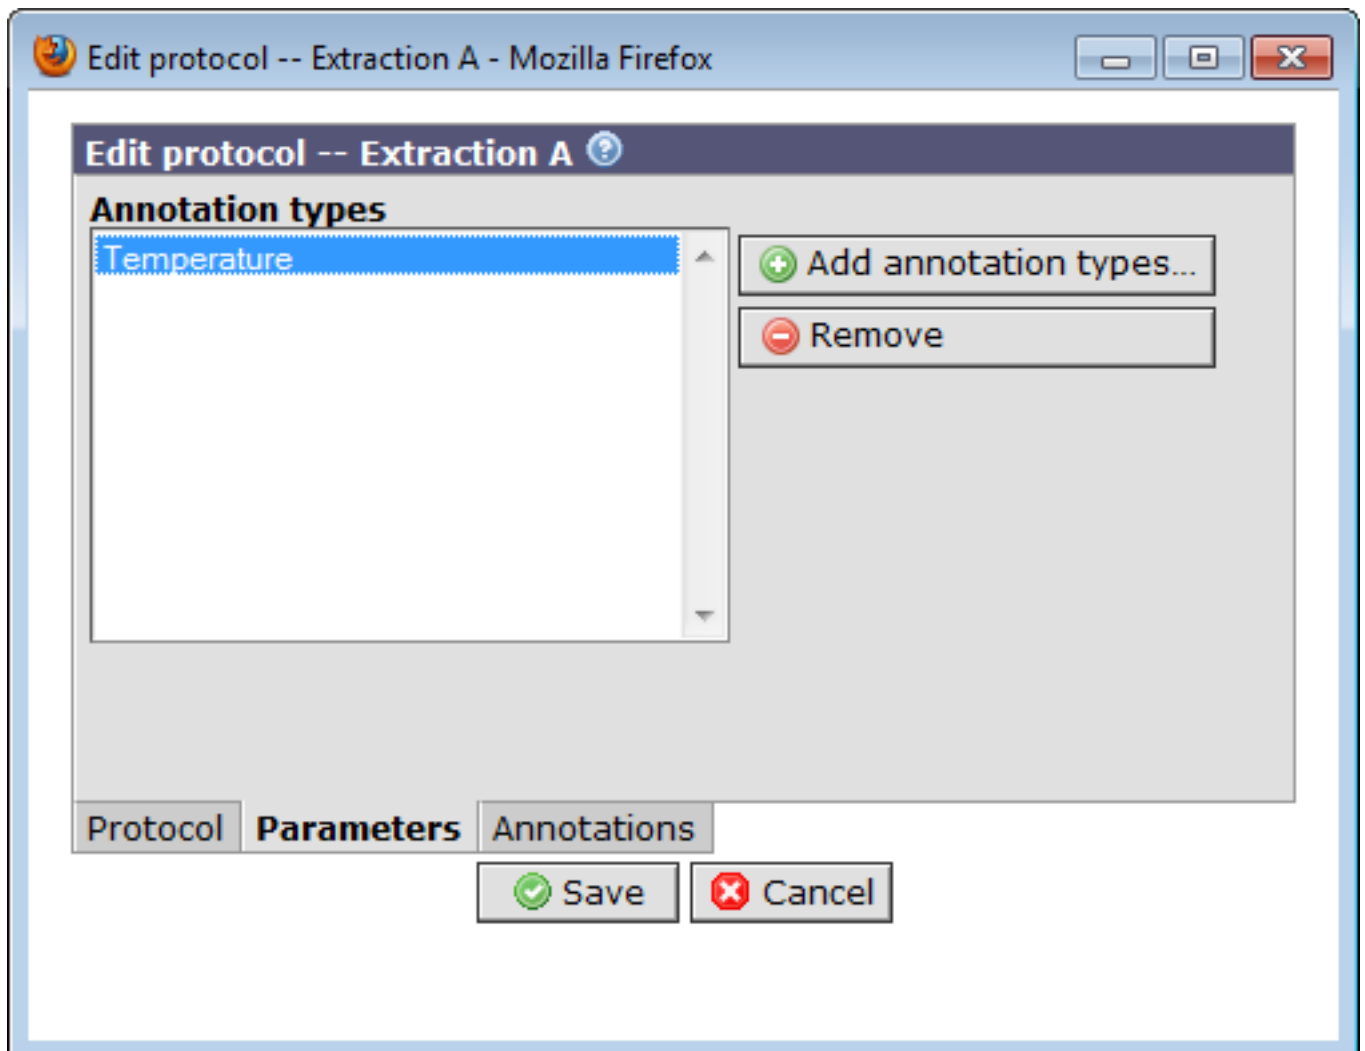 Edit protocol -- Extraction A - Mozilla Firefox
Edit protocol -- Extraction A
Annotation types
Temperature
Add annotation types...
Remove
Protocol Parameters Annotations
Save Cancel